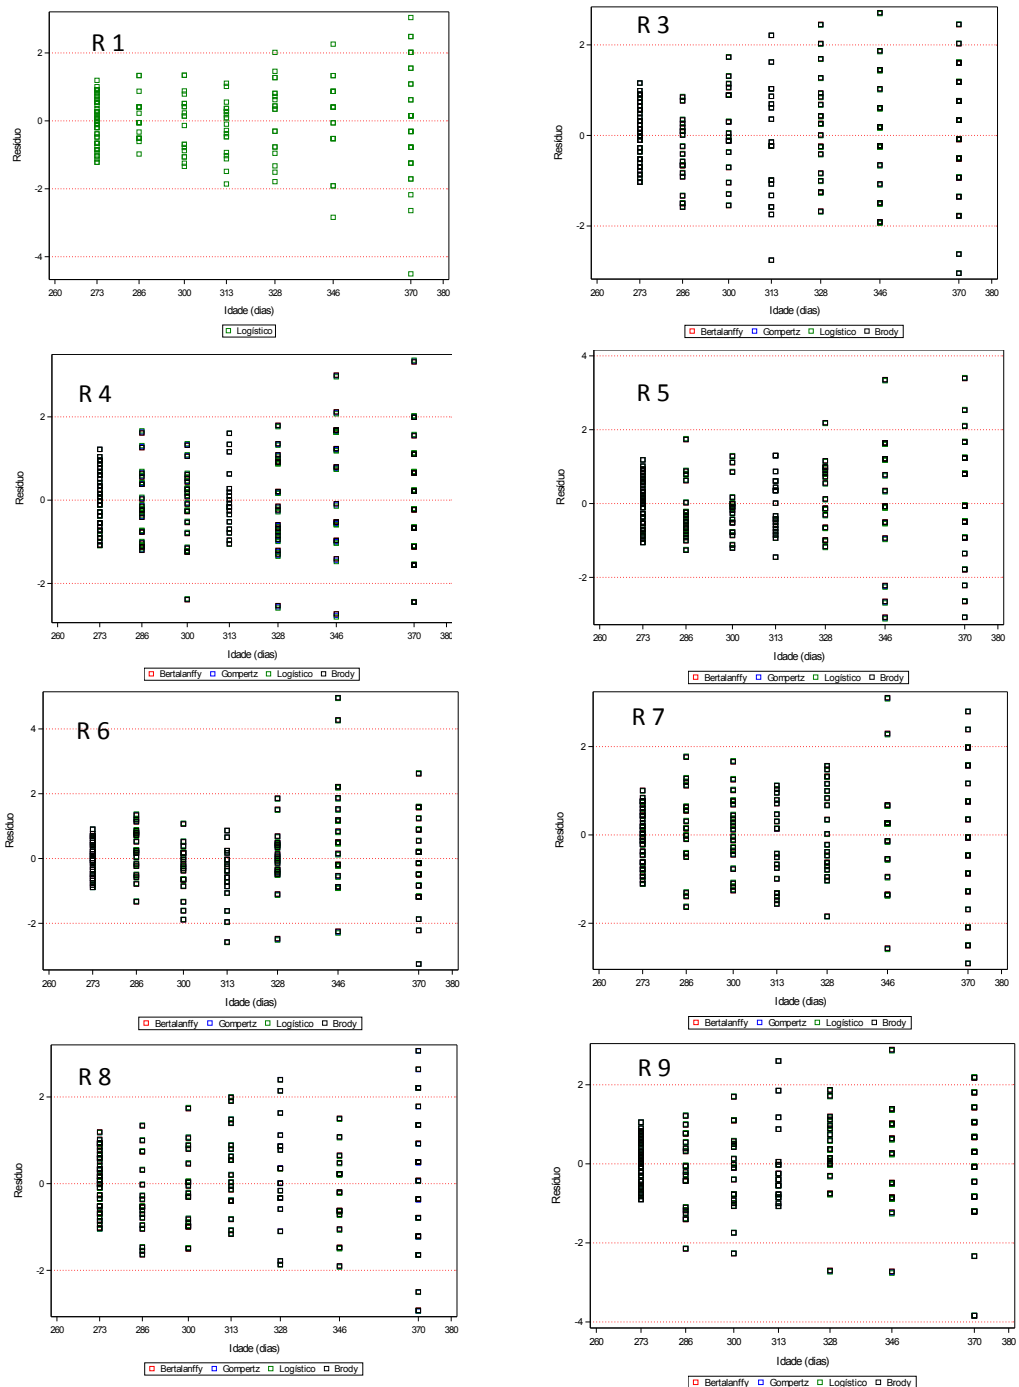 R 1
Resíduo
2
0
-2
-4
260 273 286 300 313 328 346 370 380
Idade (dias)
Logístico
R 3
Resíduo
2
0
-2
260 273 286 300 313 328 346 370 380
Idade (dias)
Bertalanffy Gompertz Logístico Brody
R 4
Resíduo
2
0
-2
260 273 286 300 313 328 346 370 380
Idade (dias)
Bertalanffy Gompertz Logístico Brody
R 5
Resíduo
4
2
0
-2
260 273 286 300 313 328 346 370 380
Idade (dias)
Bertalanffy Gompertz Logístico Brody
R 6
Resíduo
4
2
0
-2
260 273 286 300 313 328 346 370 380
Idade (dias)
Bertalanffy Gompertz Logístico Brody
R 7
Resíduo
2
0
-2
260 273 286 300 313 328 346 370 380
Idade (dias)
Bertalanffy Gompertz Logístico Brody
R 8
Resíduo
2
0
-2
260 273 286 300 313 328 346 370 380
Idade (dias)
Bertalanffy Gompertz Logístico Brody
R 9
Resíduo
2
0
-2
-4
260 273 286 300 313 328 346 370 380
Idade (dias)
Bertalanffy Gompertz Logístico Brody